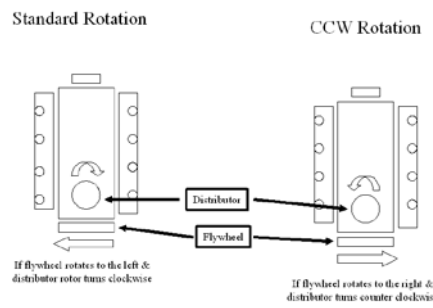 Standard Rotation
CCW Rotation
Distributor
Flywheel
If flywheel rotates to the left &
distributor rotor turns clockwise
If flywheel rotates to the right &
distributor turns counter clockwis